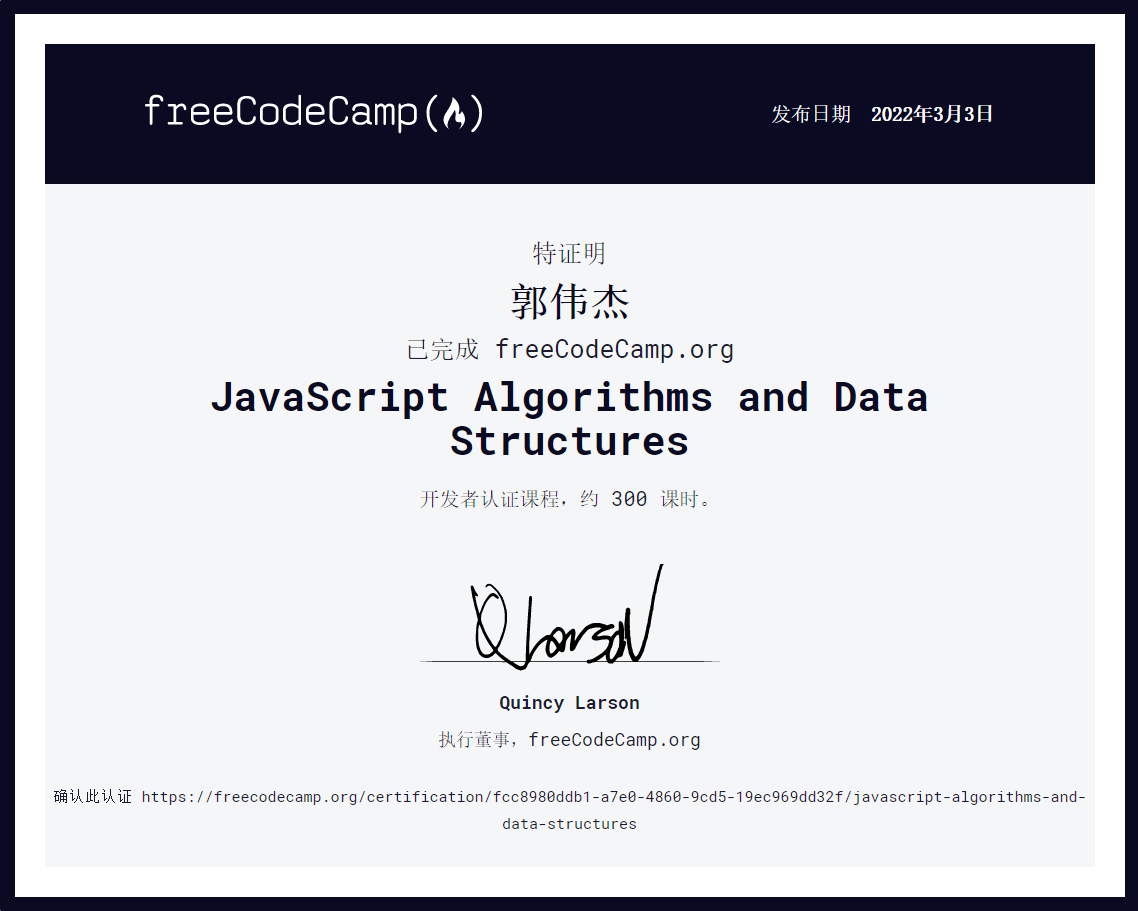 freeCodeCamp(🔥)
发布日期 2022年3月3日
特证明
郭伟杰
已完成 freeCodeCamp.org
JavaScript Algorithms and Data
Structures
开发者认证课程，约 300 课时。
Q Larson
Quincy Larson
执行董事，freeCodeCamp.org
确认此认证 https://freecodecamp.org/certification/fcc8980ddb1-a7e0-4860-9cd5-19ec969dd32f/javascript-algorithms-and-
data-structures